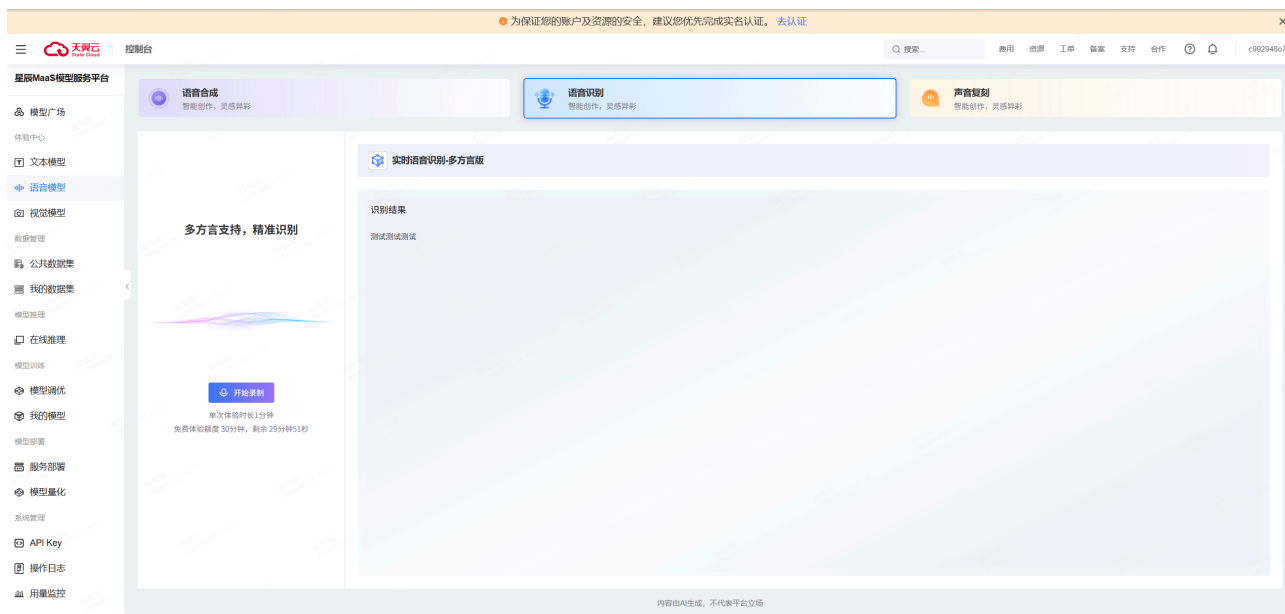 为保证您的账户及资源的安全，建议您优先完成实名认证。 去认证
天翼云 控制台 搜索... 费用 资源 工单 备案 支持 合作
State Cloud
星辰MaaS模型服务平台
模型广场
体验中心
文本模型
语音模型
视觉模型
数据管理
公共数据集
我的数据集
模型推理
在线推理
模型训练
模型调优
我的模型
模型部署
服务部署
模型量化
系统管理
API Key
操作日志
用量监控
语音合成
智能创作，灵感异彩
语音识别
智能创作，灵感异彩
声音复刻
智能创作，灵感异彩
多方言支持，精准识别
开始录制
单次体验时长1分钟
免费体验额度 30分钟，剩余 29分钟51秒
实时语音识别-多方言版
识别结果
测试测试测试
内容由AI生成，不代表平台立场